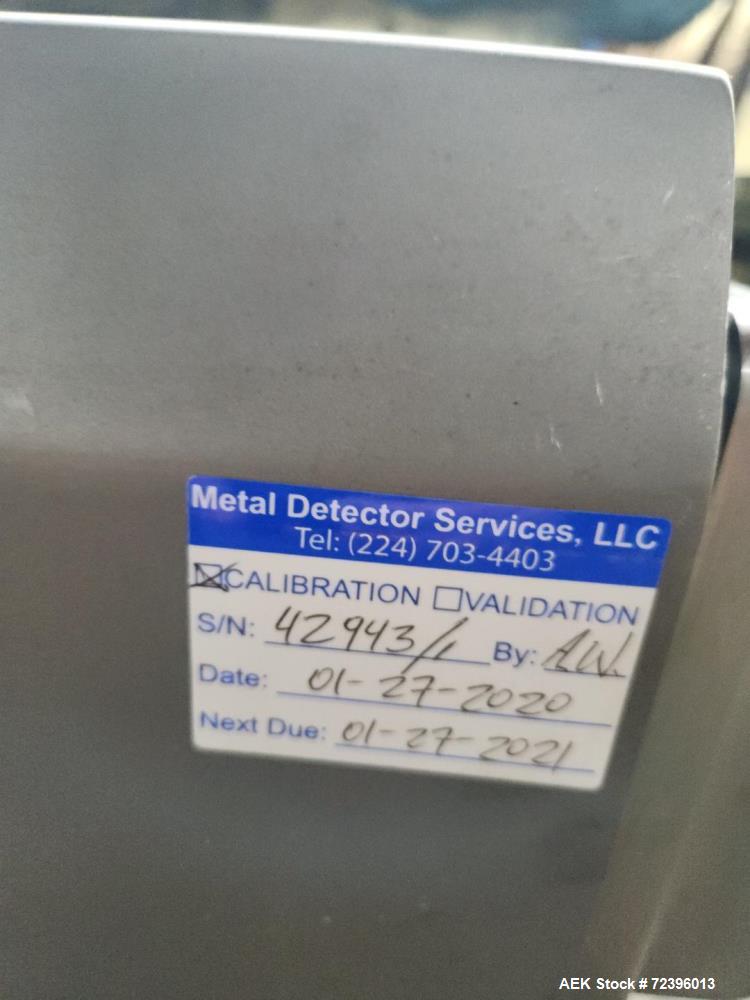 Metal Detector Services, LLC
Tel: (224) 703-4403
☒CALIBRATION ☐VALIDATION
S/N: 42943/1 By: A.W.
Date: 01-27-2020
Next Due: 01-27-2021
AEK Stock # 72396013